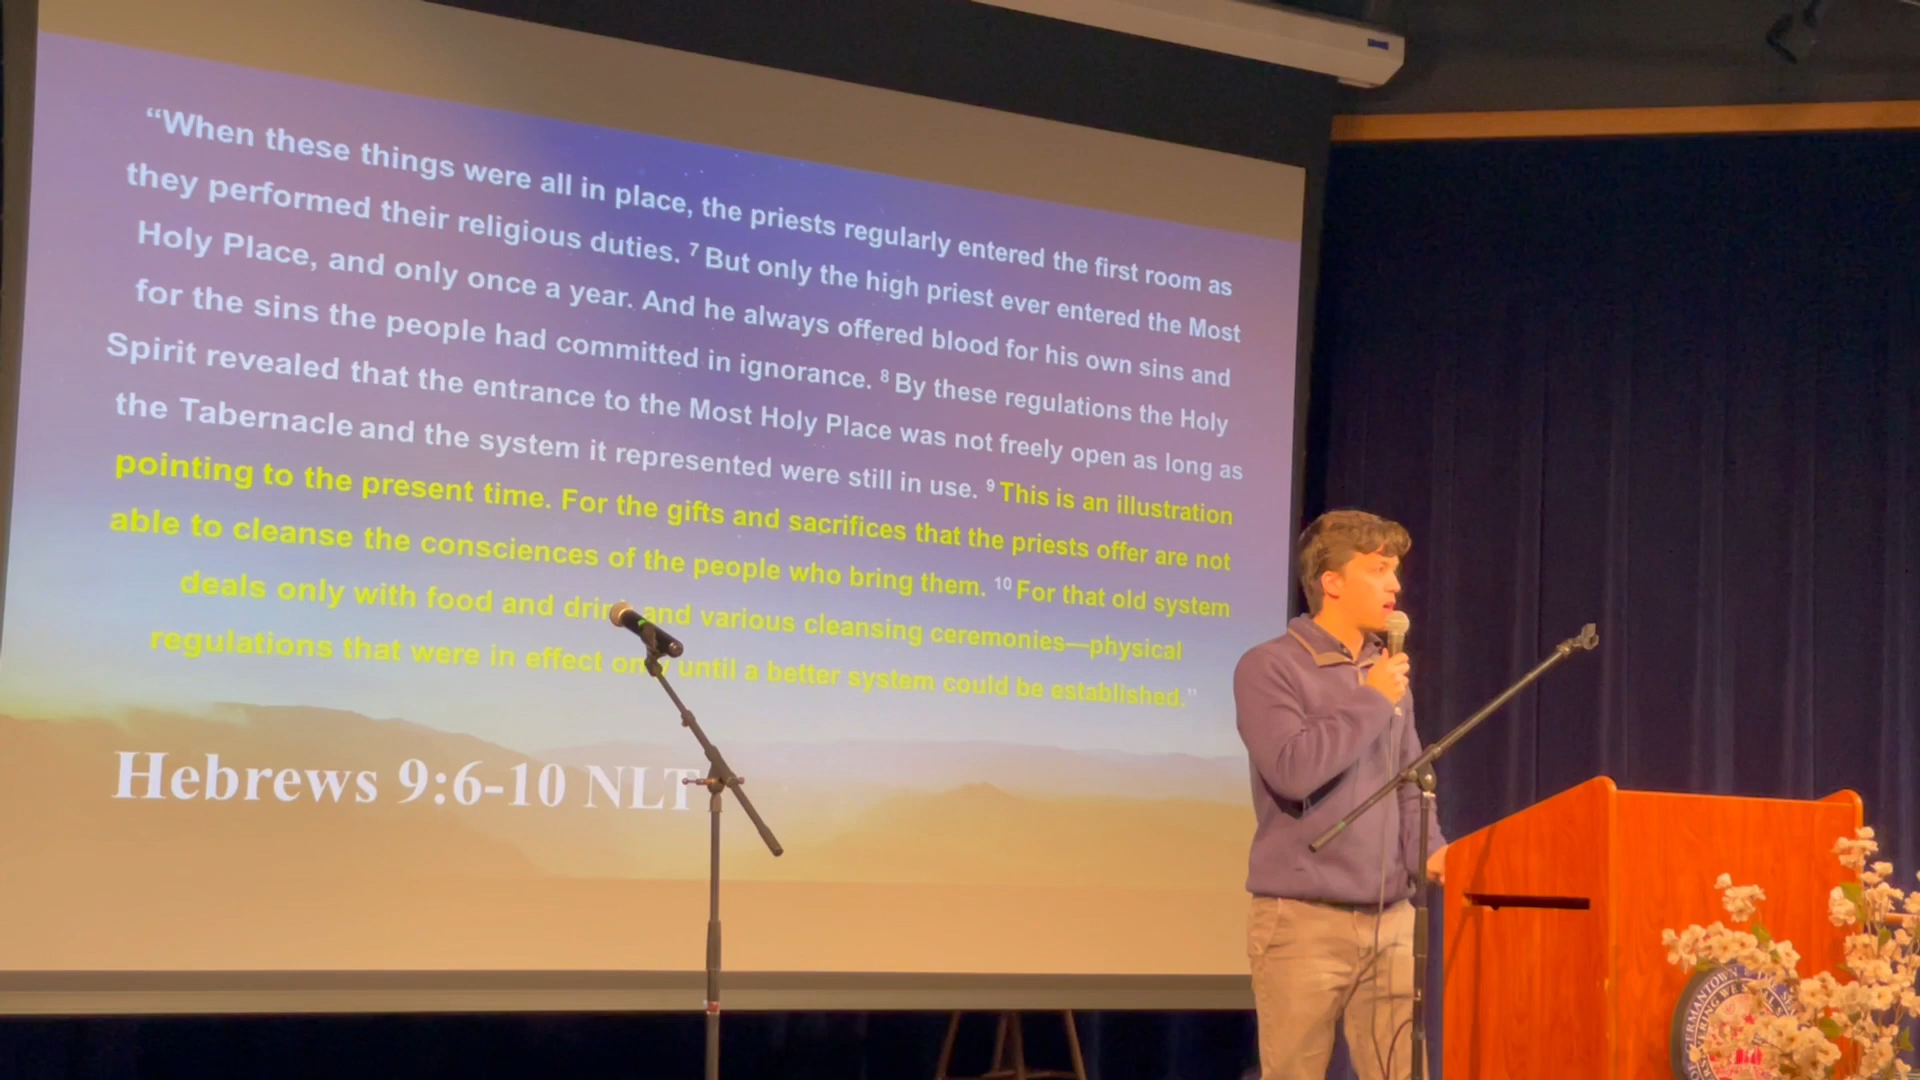 “When these things were all in place, the priests regularly entered the first room as
they performed their religious duties. 7 But only the high priest ever entered the Most
Holy Place, and only once a year. And he always offered blood for his own sins and
for the sins the people had committed in ignorance. 8 By these regulations the Holy
Spirit revealed that the entrance to the Most Holy Place was not freely open as long as
the Tabernacle and the system it represented were still in use. 9 This is an illustration
pointing to the present time. For the gifts and sacrifices that the priests offer are not
able to cleanse the consciences of the people who bring them. 10 For that old system
deals only with food and drink and various cleansing ceremonies—physical
regulations that were in effect only until a better system could be established.”
Hebrews 9:6-10 NLT
GERMANTOWN